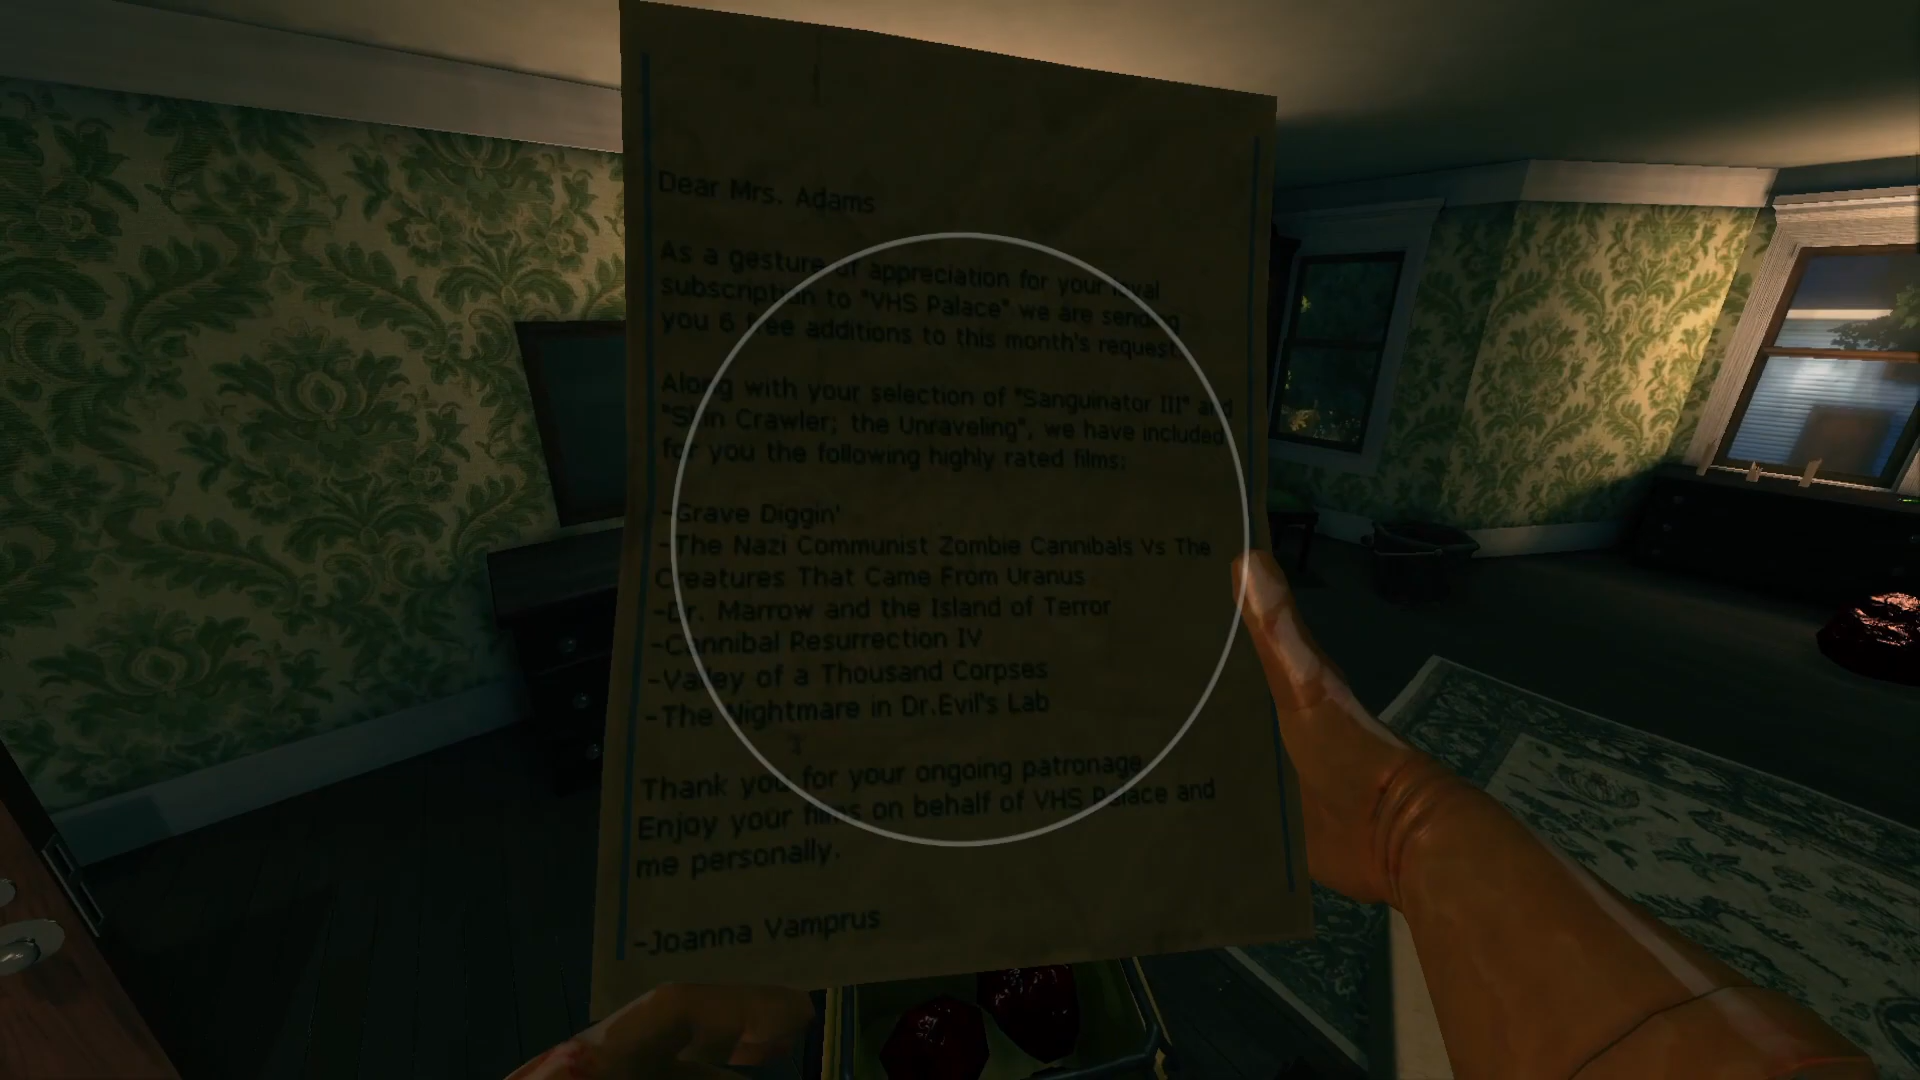 Dear Mrs. Adams
As a gesture of appreciation for your loyal
subscription to "VHS Palace" we are sending
you 6 free additions to this month's request.
Along with your selection of "Sanguinator III" and
"Skin Crawler; the Unraveling", we have included
for you the following highly rated films:
-Grave Diggin'
-The Nazi Communist Zombie Cannibals Vs The
Creatures That Came From Uranus
-Dr. Marrow and the Island of Terror
-Cannibal Resurrection IV
-Valley of a Thousand Corpses
-The Nightmare in Dr.Evil's Lab
Thank you for your ongoing patronage.
Enjoy your films on behalf of VHS Palace and
me personally.
-Joanna Vamprus